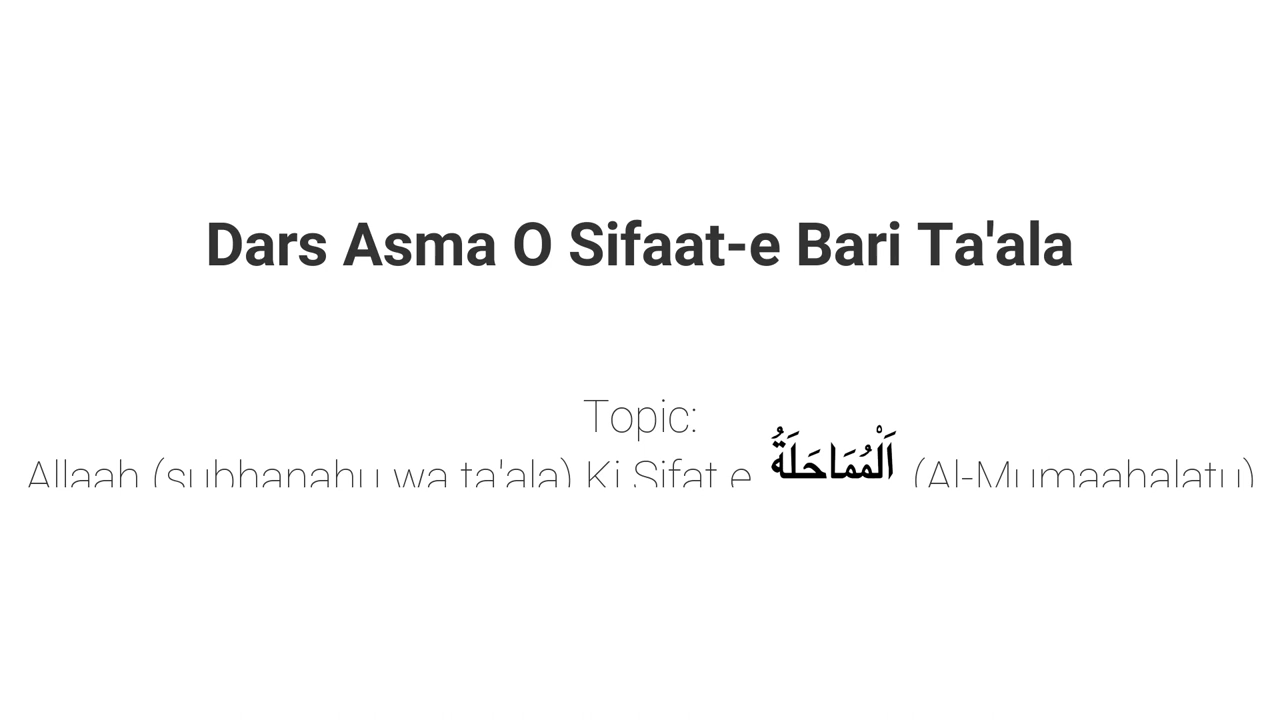 Dars Asma O Sifaat-e Bari Ta'ala
Topic:
Allaah (subhanahu wa ta'ala) Ki Sifat e اَلْمُمَاحَلَةُ (Al-Mumaahalatu)